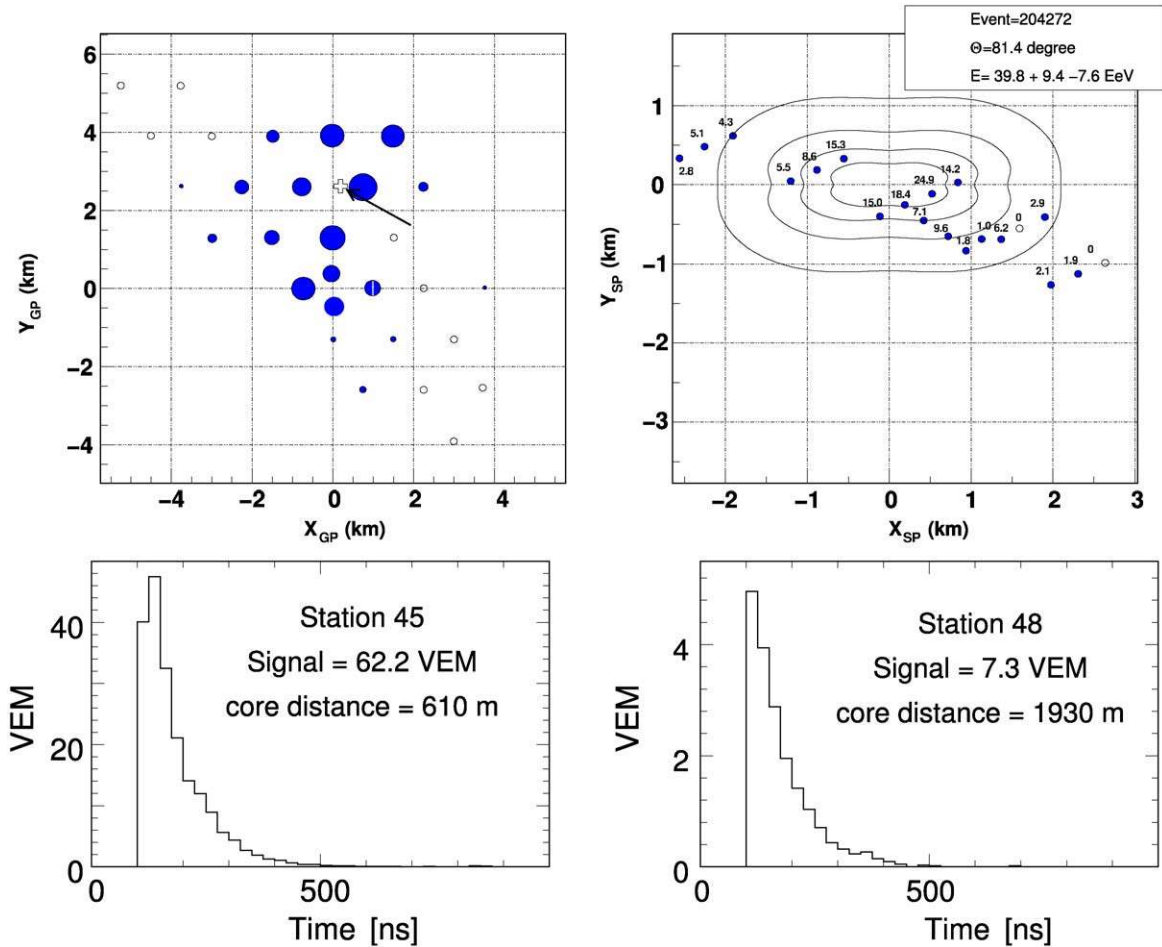 Event=204272
Θ=81.4 degree
E= 39.8 + 9.4 −7.6 EeV
6
4
2
0
−2
−4
Y_GP (km)
−4 −2 0 2 4
X_GP (km)
1
0
−1
−2
−3
Y_SP (km)
4.3
5.1
2.8
15.3
8.6
5.5
14.2
24.9
18.4
15.0
7.1
2.9
0
9.6
1.0
6.2
1.8
0
1.9
2.1
−2 −1 0 1 2 3
X_SP (km)
Station 45
Signal = 62.2 VEM
core distance = 610 m
40
20
0
VEM
0 500
Time [ns]
Station 48
Signal = 7.3 VEM
core distance = 1930 m
4
2
0
VEM
0 500
Time [ns]